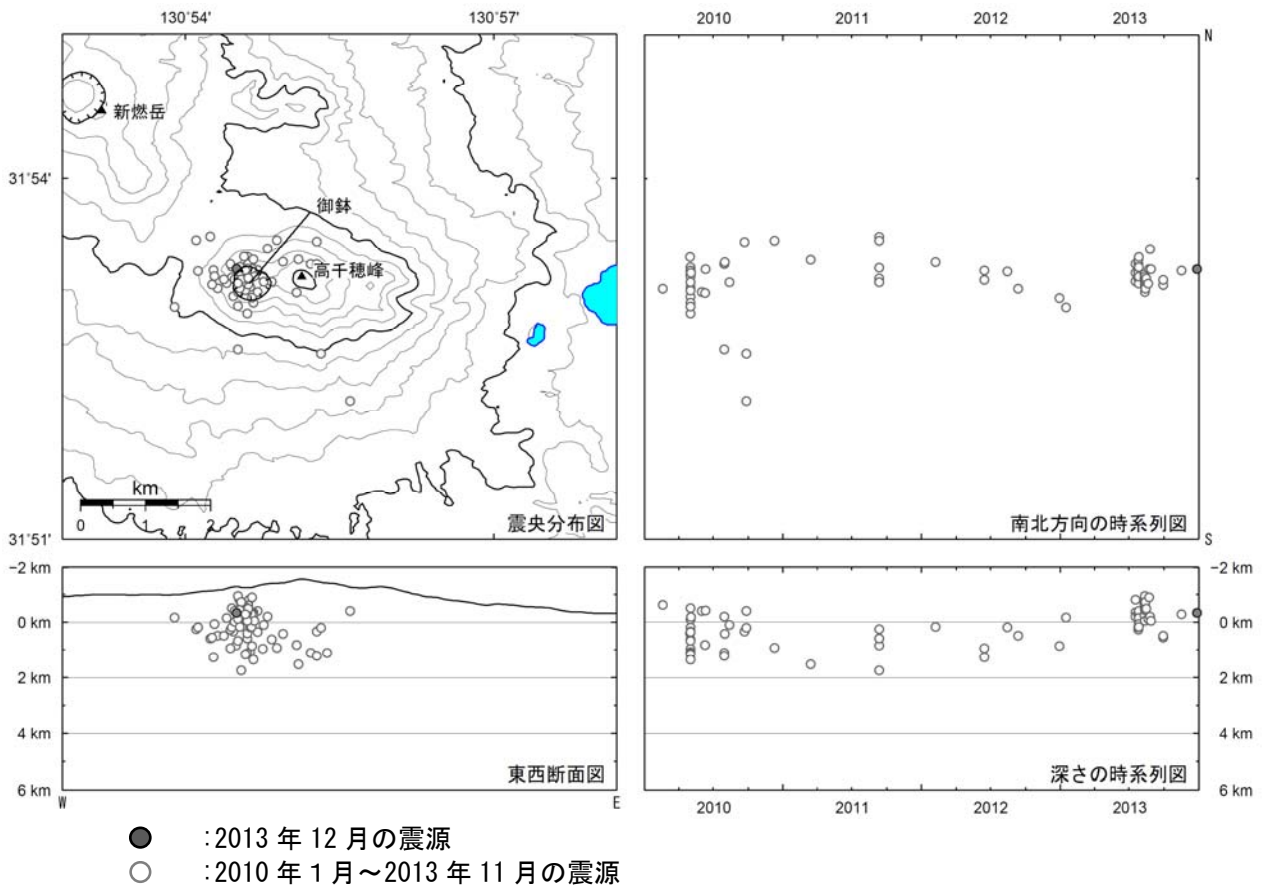 130°54'
130°57'
2010
2011
2012
2013
N
新燃岳
31°54'
御鉢
高千穂峰
km
0
1
2
震央分布図
南北方向の時系列図
31°51'
S
-2 km
-2 km
0 km
0 km
2 km
2 km
4 km
4 km
東西断面図
深さの時系列図
6 km
6 km
W
E
2010
2011
2012
2013
:2013 年 12 月の震源
:2010 年 1 月～2013 年 11 月の震源